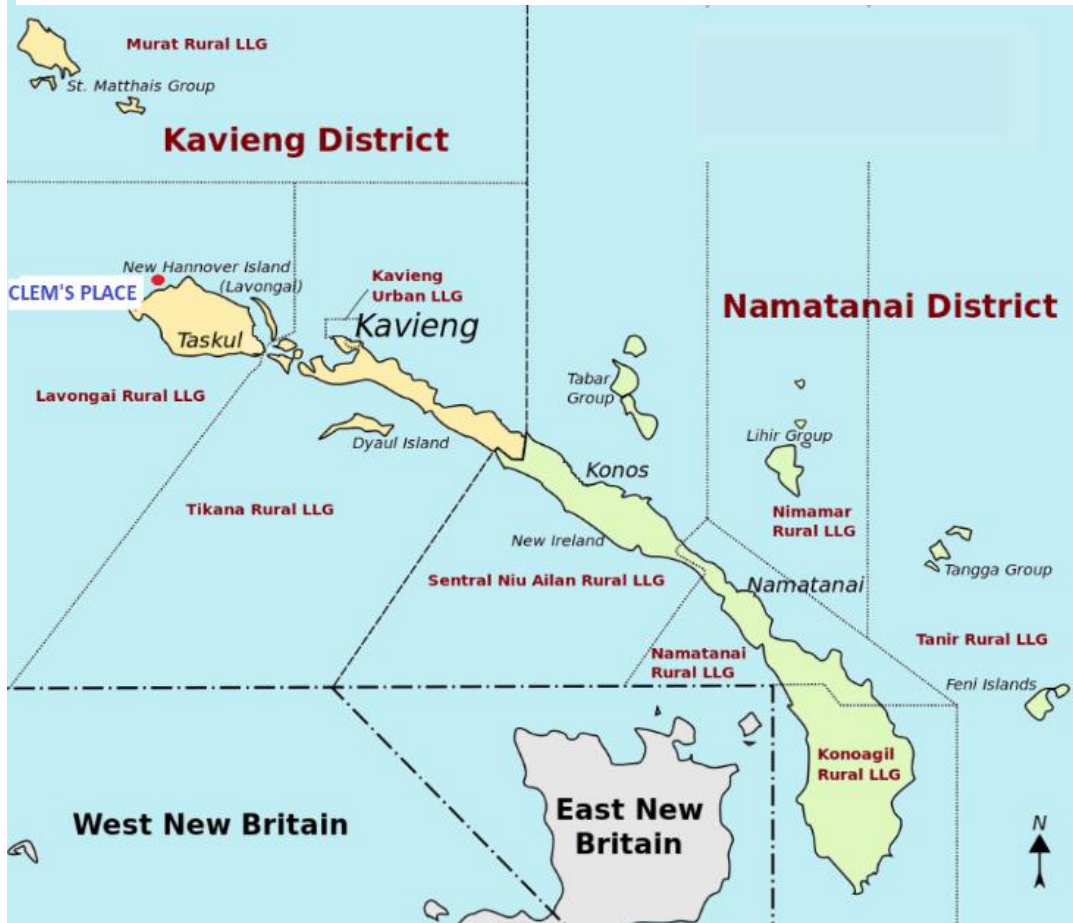 Murat Rural LLG
St. Matthais Group
Kavieng District
New Hannover Island
(Lavongai)
CLEM'S PLACE
Kavieng
Urban LLG
Kavieng
Taskul
Namatanai District
Tabar
Group
Lavongai Rural LLG
Dyaul Island
Lihir Group
Konos
Tikana Rural LLG
Nimamar
Rural LLG
New Ireland
Sentral Niu Ailan Rural LLG
Tangga Group
Namatanai
Tanir Rural LLG
Namatanai
Rural LLG
Feni Islands
Konoagil
Rural LLG
West New Britain
East New
Britain
N